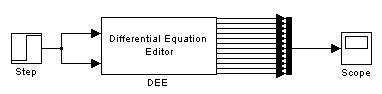 Differential Equation
Editor
Step
DEE
Scope